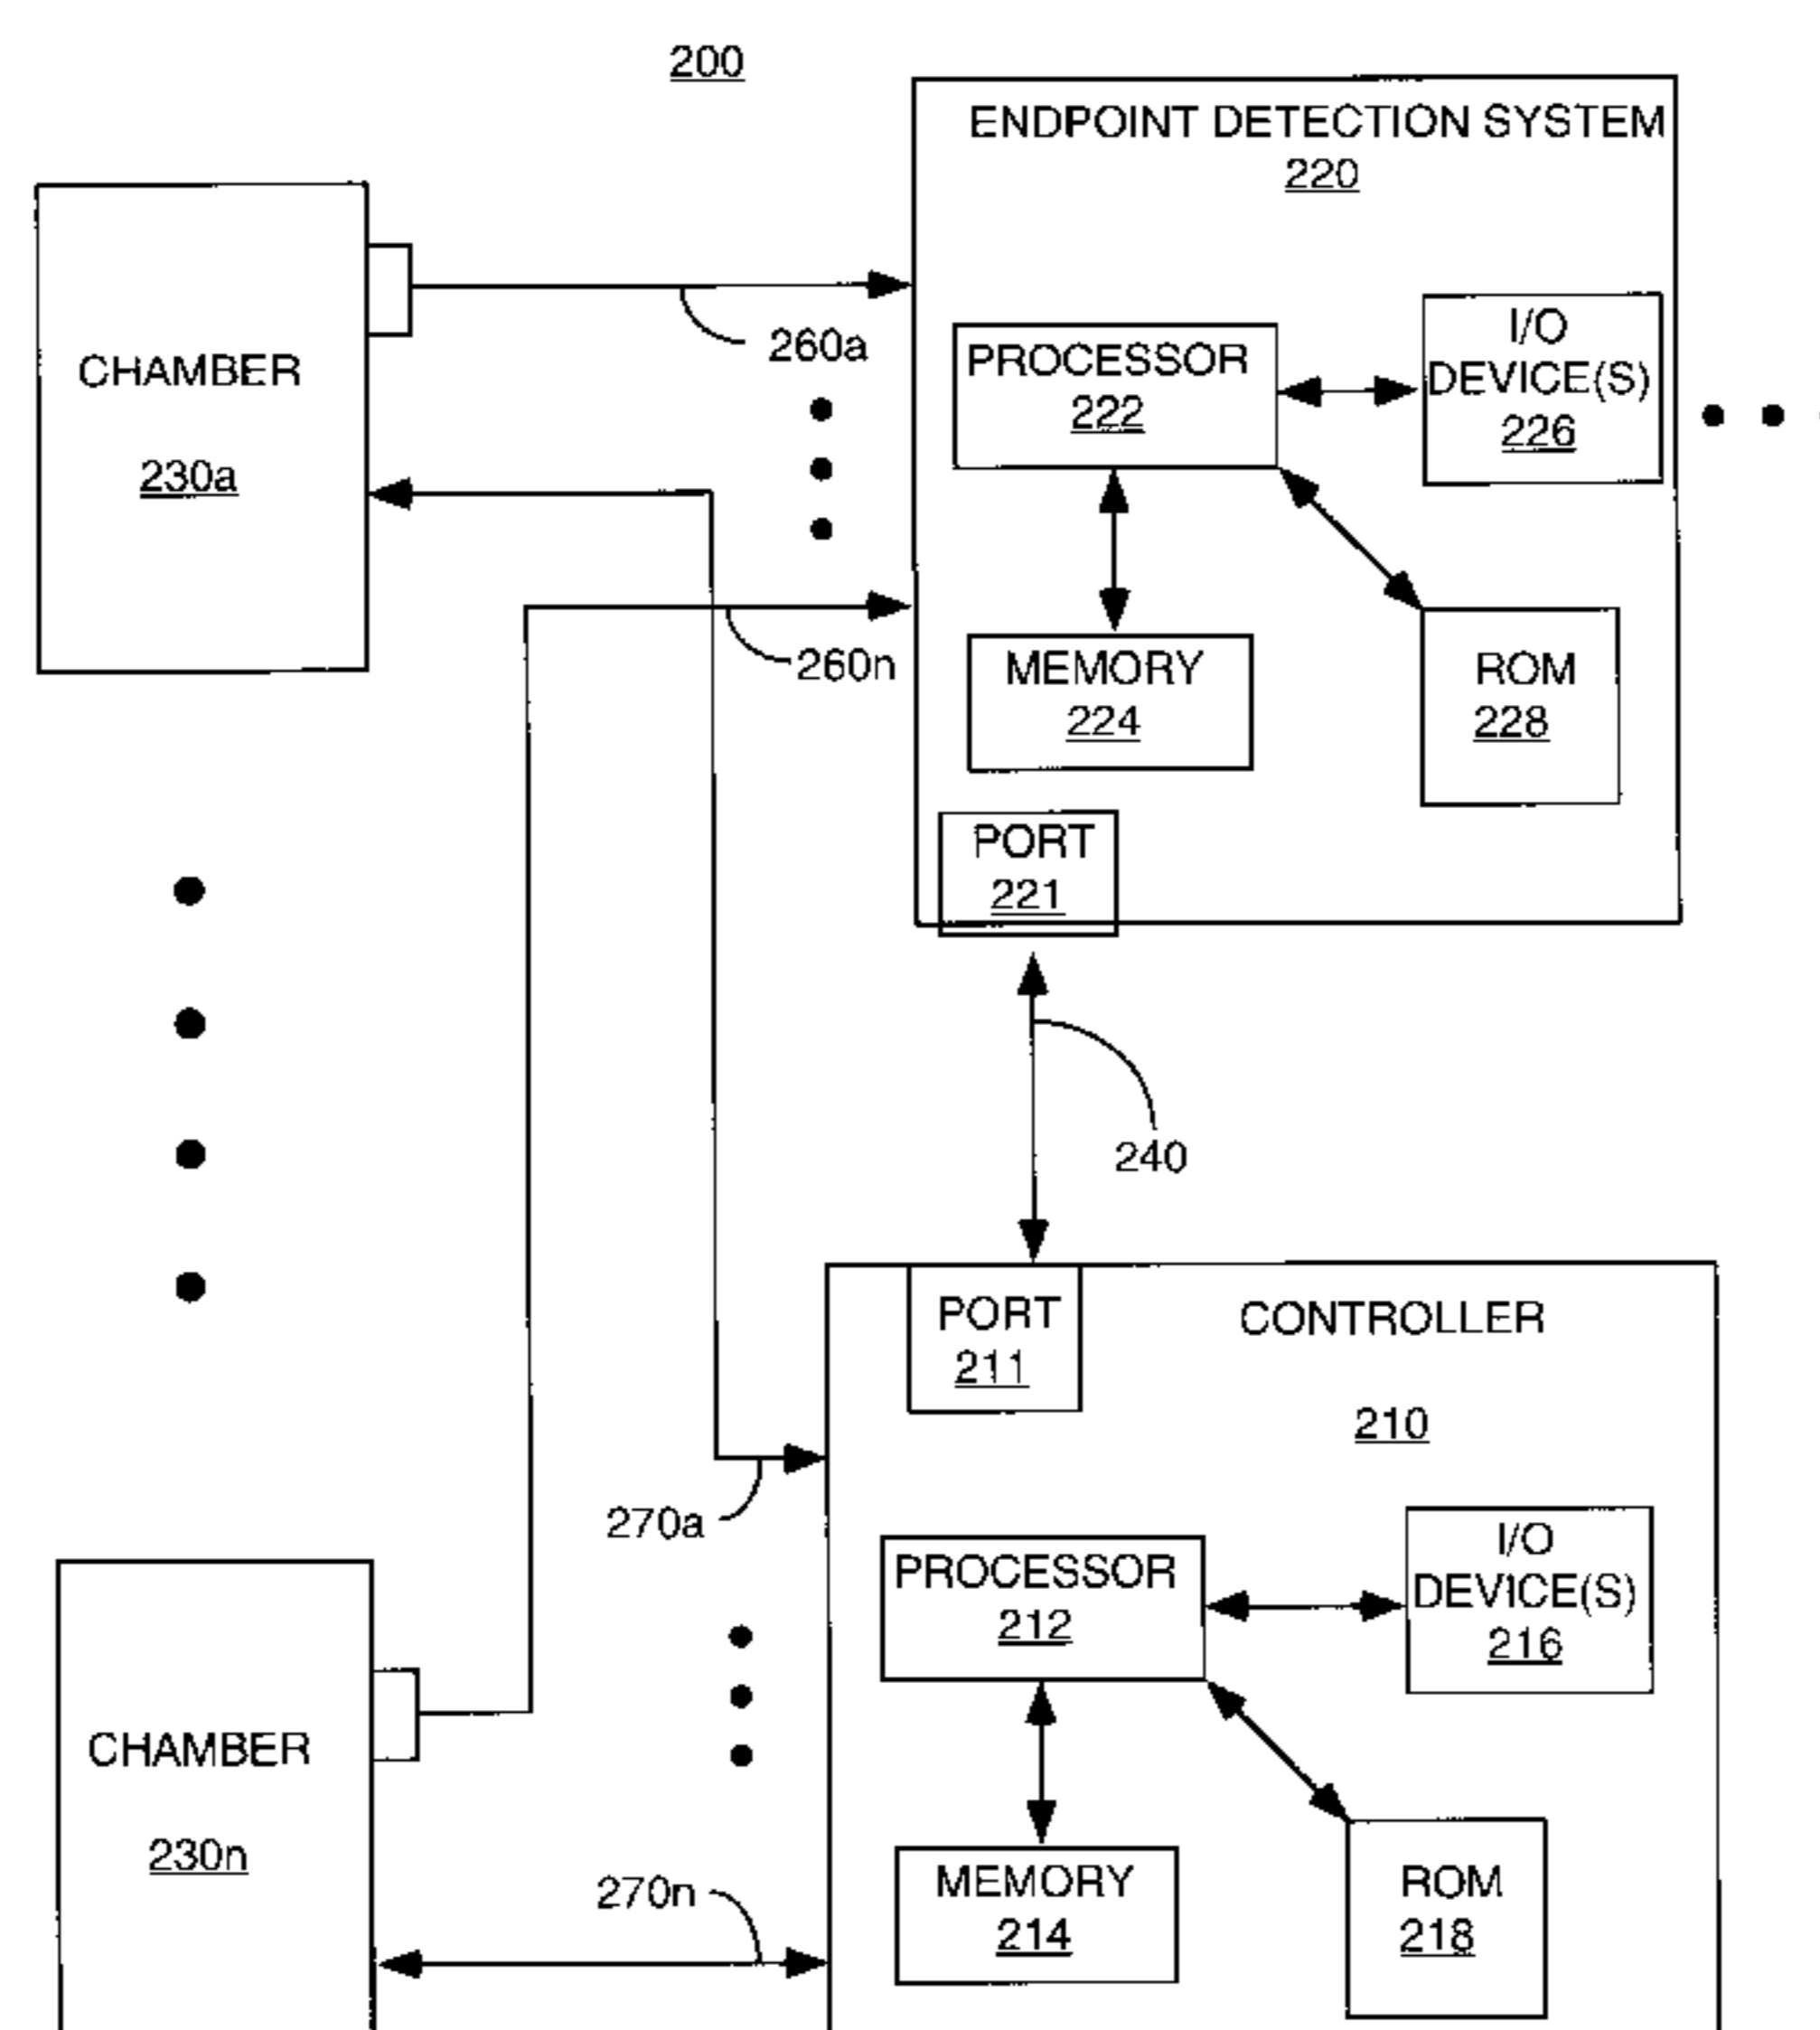 200
ENDPOINT DETECTION SYSTEM
220
CHAMBER
230a
260a
PROCESSOR
222
I/O
DEVICE(S)
226
260n
MEMORY
224
ROM
228
PORT
221
240
PORT
211
CONTROLLER
210
270a
PROCESSOR
212
I/O
DEVICE(S)
216
CHAMBER
230n
270n
MEMORY
214
ROM
218